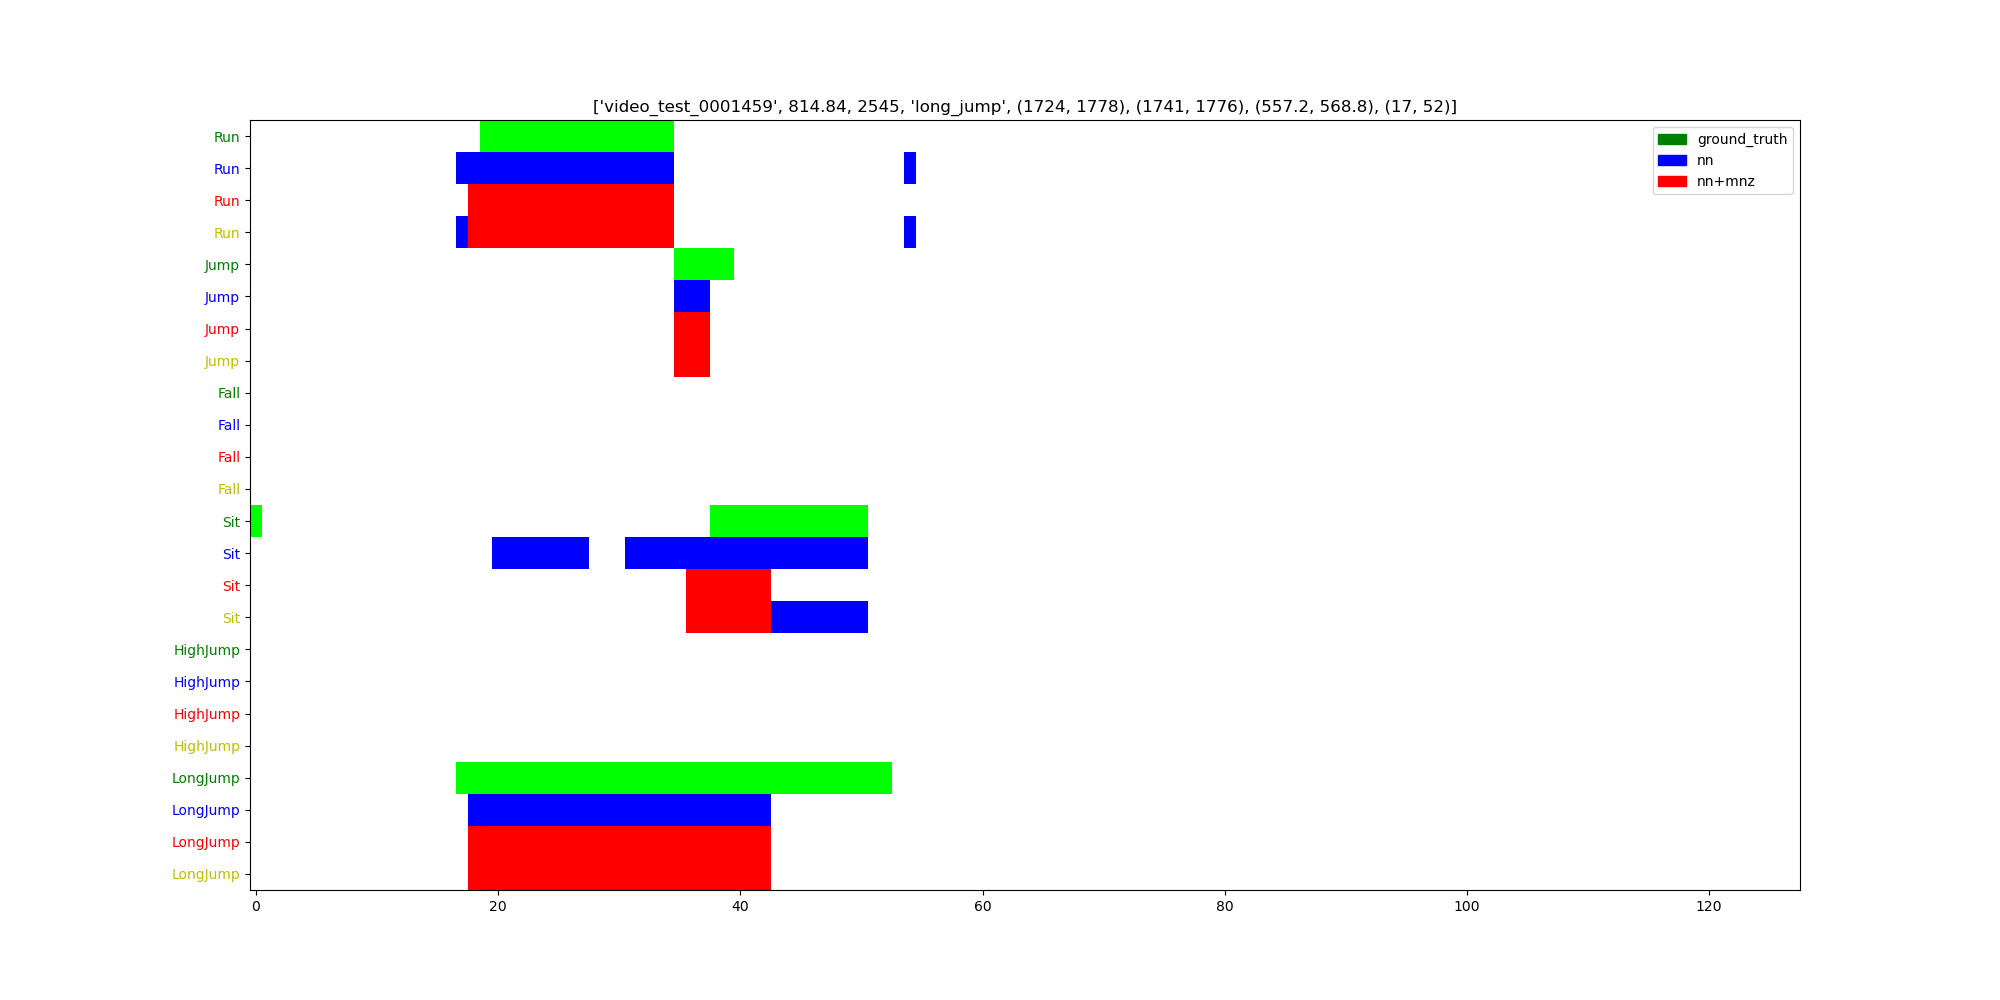 ['video_test_0001459', 814.84, 2545, 'long_jump', (1724, 1778), (1741, 1776), (557.2, 568.8), (17, 52)]
ground_truth
nn
nn+mnz
Run
Run
Run
Run
Jump
Jump
Jump
Jump
Fall
Fall
Fall
Fall
Sit
Sit
Sit
Sit
HighJump
HighJump
HighJump
HighJump
LongJump
LongJump
LongJump
LongJump
0 20 40 60 80 100 120